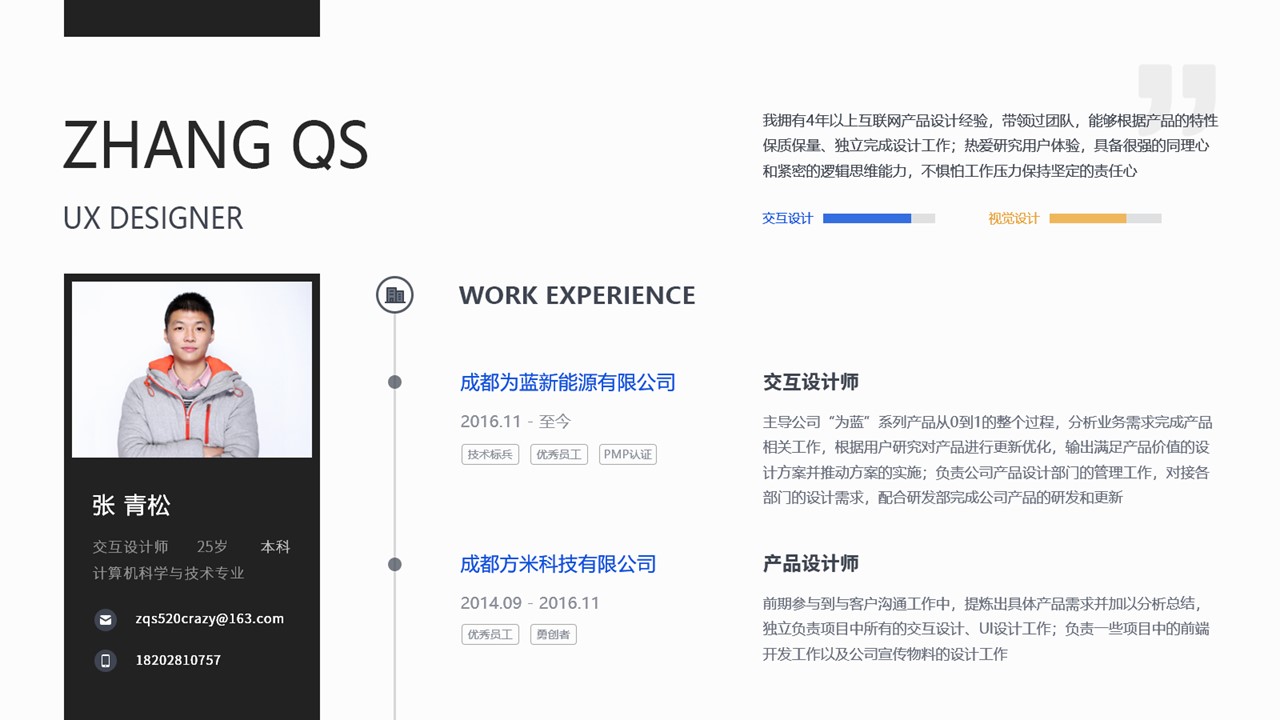 ZHANG QS
UX DESIGNER
我拥有4年以上互联网产品设计经验，带领过团队，能够根据产品的特性
保质保量、独立完成设计工作；热爱研究用户体验，具备很强的同理心
和紧密的逻辑思维能力，不惧怕工作压力保持坚定的责任心
交互设计
视觉设计
张 青松
交互设计师 25岁 本科
计算机科学与技术专业
zqs520crazy@163.com
18202810757
WORK EXPERIENCE
成都为蓝新能源有限公司
2016.11 - 至今
技术标兵 优秀员工 PMP认证
交互设计师
主导公司“为蓝”系列产品从0到1的整个过程，分析业务需求完成产品
相关工作，根据用户研究对产品进行更新优化，输出满足产品价值的设
计方案并推动方案的实施；负责公司产品设计部门的管理工作，对接各
部门的设计需求，配合研发部完成公司产品的研发和更新
成都方米科技有限公司
2014.09 - 2016.11
优秀员工 勇创者
产品设计师
前期参与到与客户沟通工作中，提炼出具体产品需求并加以分析总结，
独立负责项目中所有的交互设计、UI设计工作；负责一些项目中的前端
开发工作以及公司宣传物料的设计工作